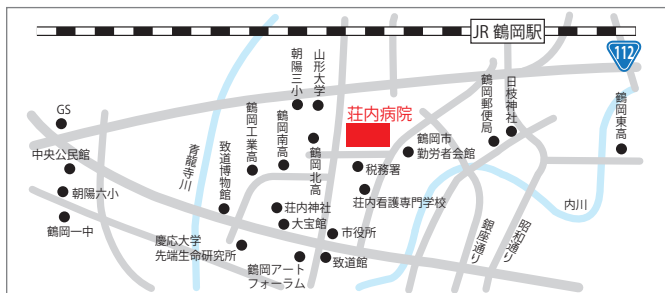 JR 鶴岡駅
112
朝陽三小
山形大学
荘内病院
GS
中央公民館
朝陽六小
鶴岡一中
青龍寺川
致道博物館
鶴岡工業高
鶴岡南高
鶴岡北高
税務署
鶴岡市
勤労者会館
鶴岡郵便局
日枝神社
鶴岡東高
荘内看護専門学校
荘内神社
大宝館
市役所
慶応大学
先端生命研究所
鶴岡アート
フォーラム
致道館
銀座通り
昭和通り
内川